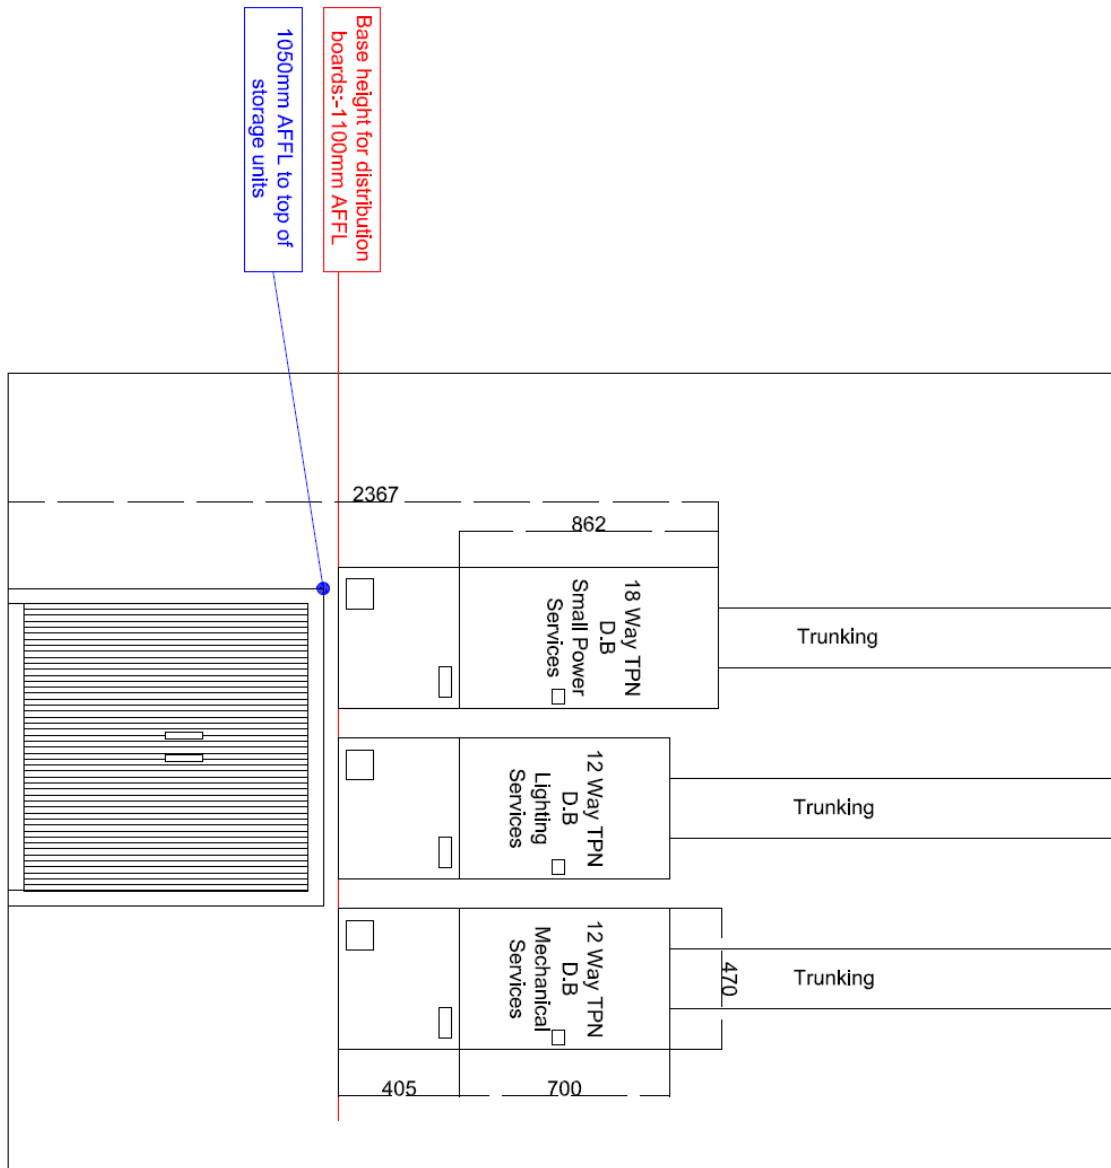 Base height for distribution
boards:-1100mm AFFL
1050mm AFFL to top of
storage units
2367
862
18 Way TPN
D.B
Small Power
Services
Trunking
12 Way TPN
D.B
Lighting
Services
Trunking
12 Way TPN
D.B
Mechanical
Services
470
Trunking
405
700